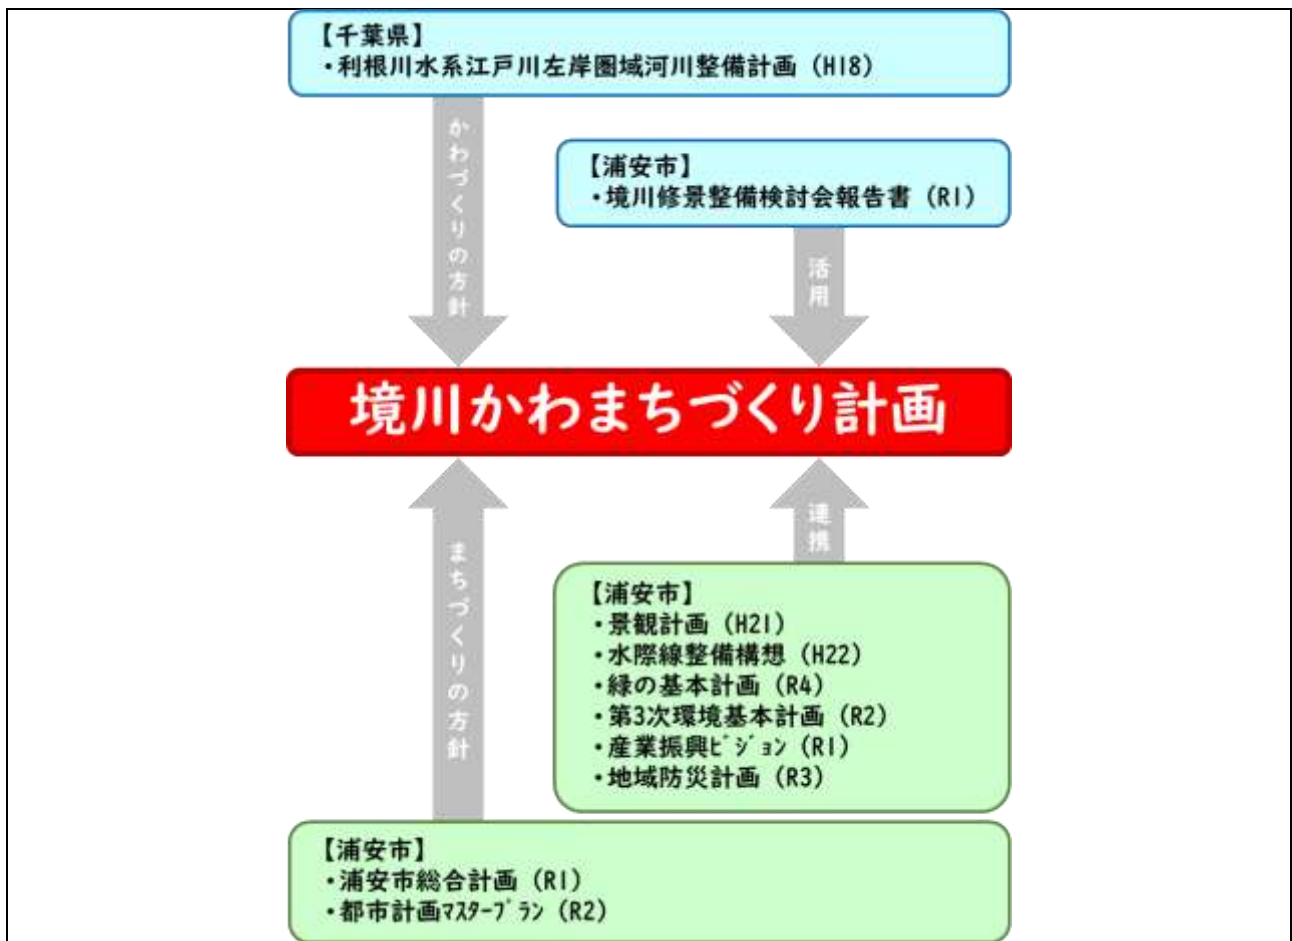 【千葉県】
・利根川水系江戸川左岸圏域河川整備計画（H18）
かわづくりの方針
【浦安市】
・境川修景整備検討会報告書（R1）
活用
境川かわまちづくり計画
まちづくりの方針
連携
【浦安市】
・景観計画（H21）
・水際線整備構想（H22）
・緑の基本計画（R4）
・第3次環境基本計画（R2）
・産業振興ﾋﾞｼﾞｮﾝ（R1）
・地域防災計画（R3）
【浦安市】
・浦安市総合計画（R1）
・都市計画ﾏｽﾀｰﾌﾟﾗﾝ（R2）